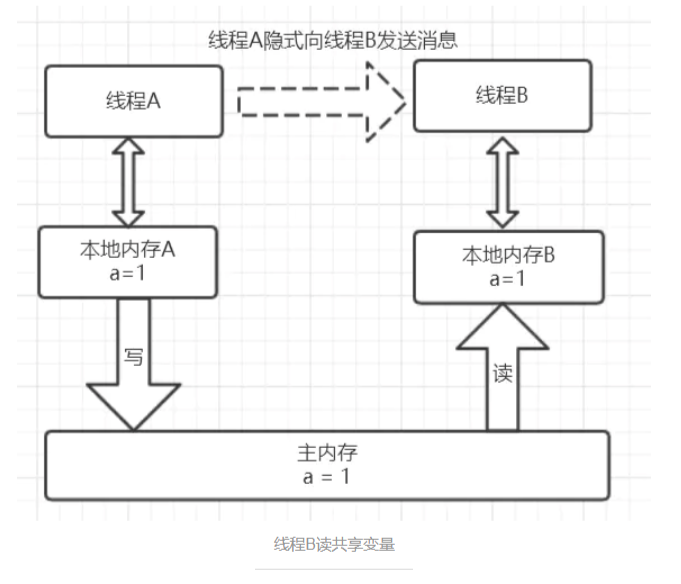 线程A隐式向线程B发送消息
线程A
线程B
本地内存A
a=1
本地内存B
a=1
写
读
主内存
a = 1
线程B读共享变量